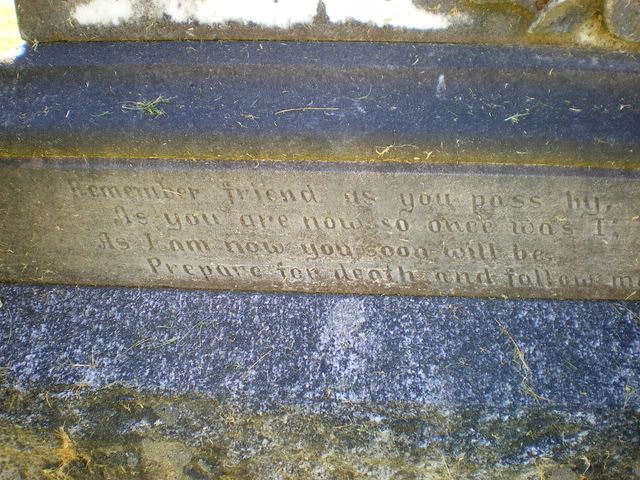 Remember friend as you pass by,
As you are now so once was I,
As I am now you soon will be,
Prepare for death and follow me